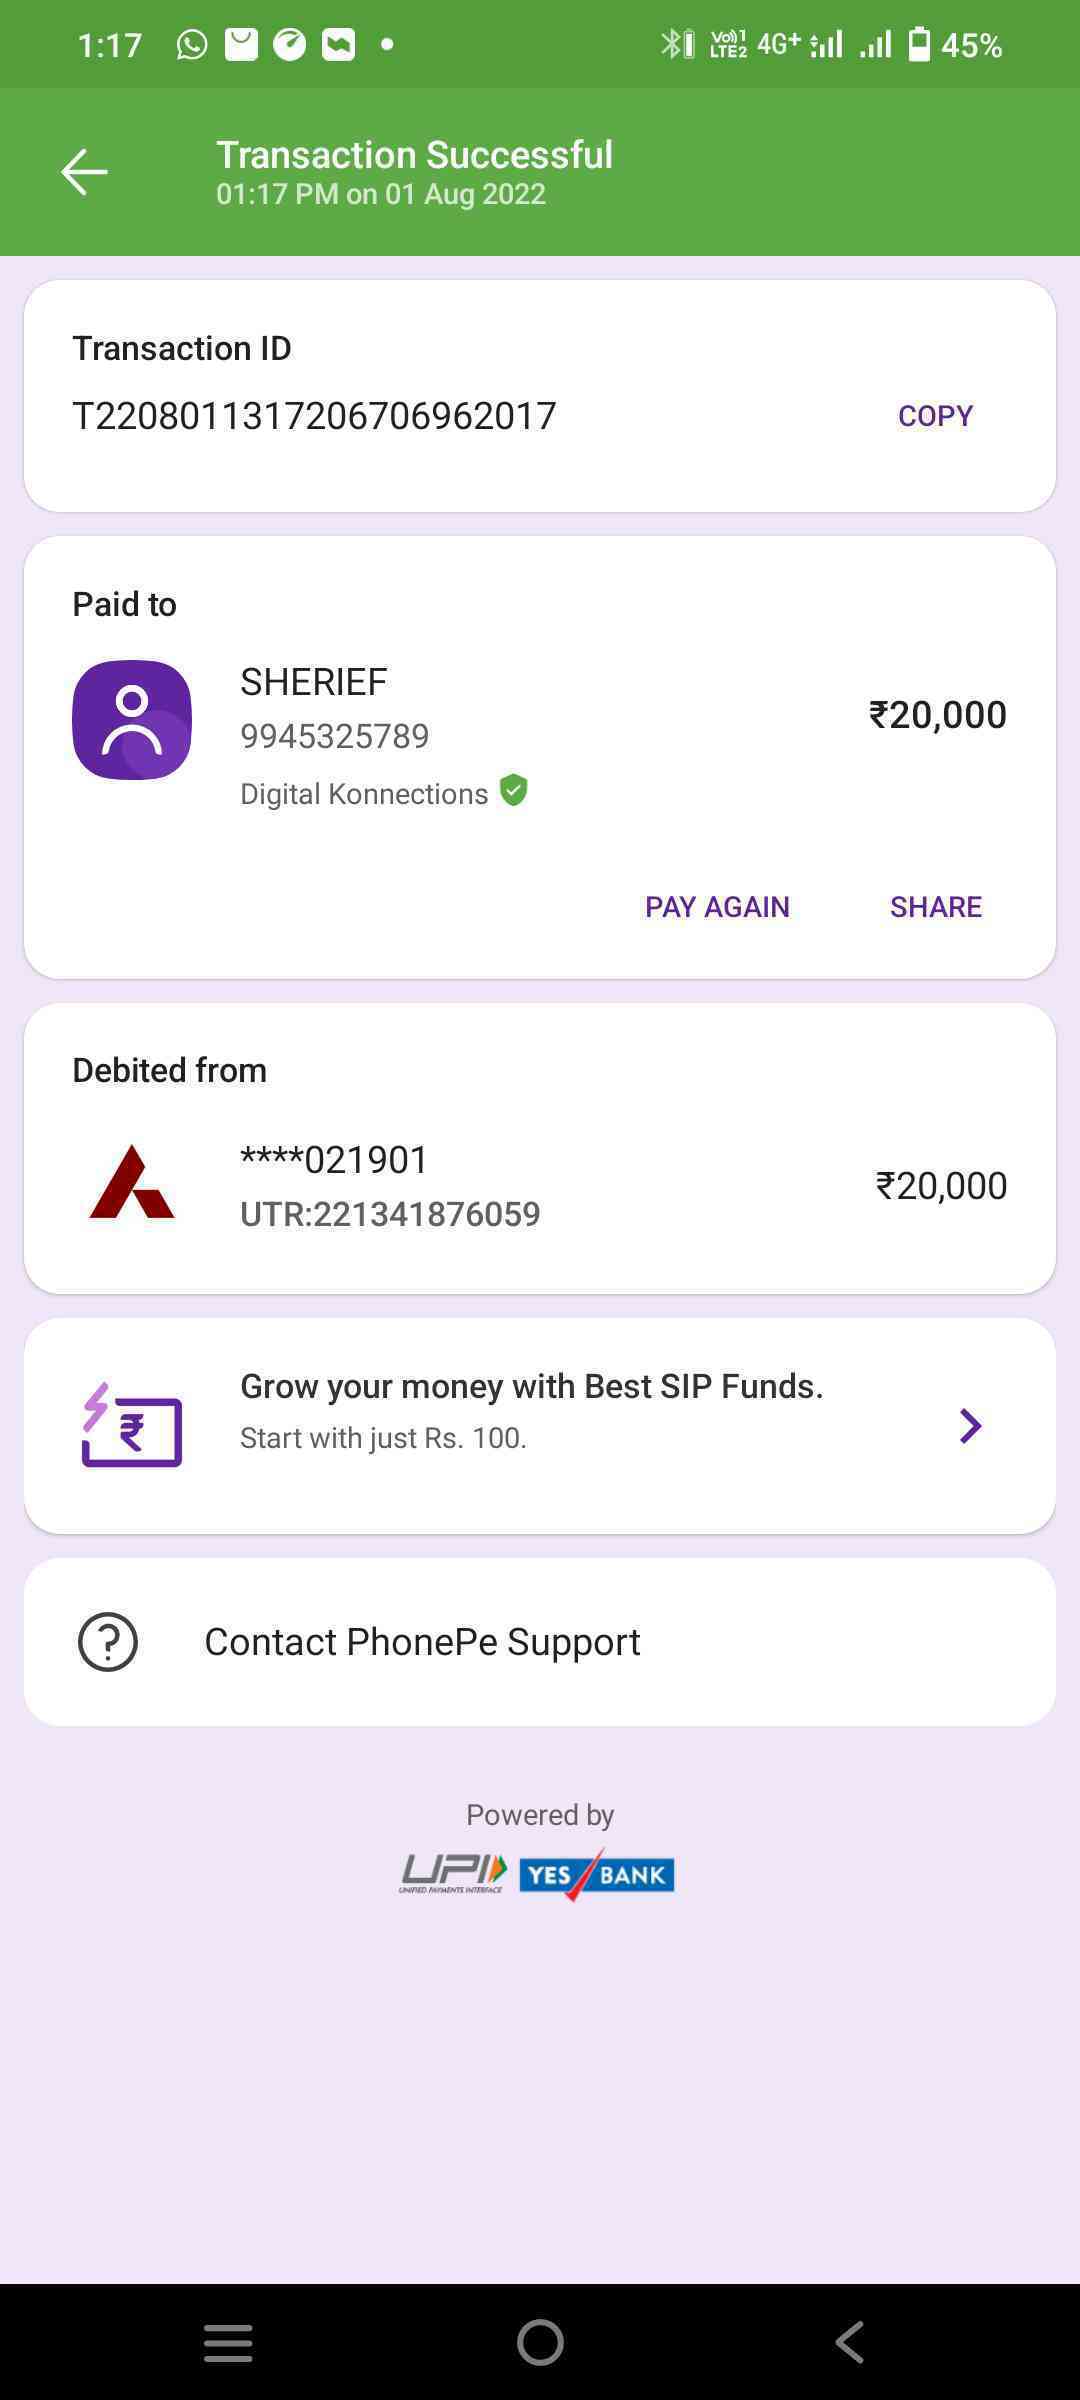 1:17 Vo)) 1 LTE2 4G+ 45%
Transaction Successful
01:17 PM on 01 Aug 2022
Transaction ID
T2208011317206706962017 COPY
Paid to
SHERIEF
9945325789
₹20,000
Digital Konnections
PAY AGAIN SHARE
Debited from
****021901
UTR:221341876059
₹20,000
Grow your money with Best SIP Funds.
Start with just Rs. 100.
₹
Contact PhonePe Support
Powered by
UPI YES BANK
UNIFIED PAYMENTS INTERFACE